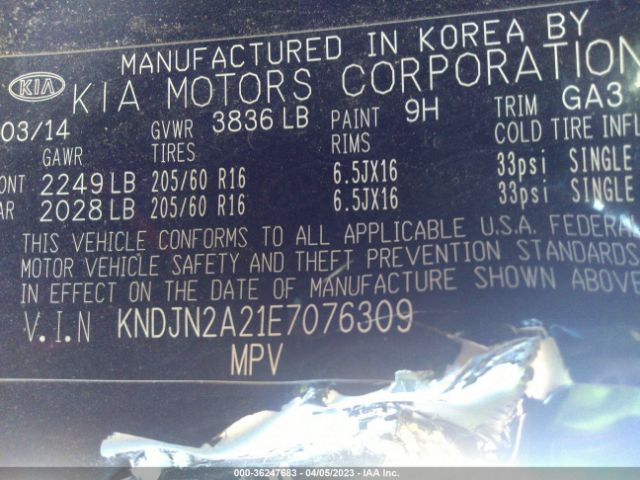 MANUFACTURED IN KOREA BY
KIA KIA MOTORS CORPORATION
03/14 GVWR 3836 LB PAINT 9H TRIM GA3
GAWR TIRES RIMS COLD TIRE INFL
ONT 2249 LB 205/60 R16 6.5JX16 33psi SINGLE
AR 2028 LB 205/60 R16 6.5JX16 33psi SINGLE
THIS VEHICLE CONFORMS TO ALL APPLICABLE U.S.A. FEDERAL
MOTOR VEHICLE SAFETY AND THEFT PREVENTION STANDARDS
IN EFFECT ON THE DATE OF MANUFACTURE SHOWN ABOVE
V.I.N KNDJN2A21E7076309
MPV
000-36247683 - 04/05/2023 - IAA Inc.